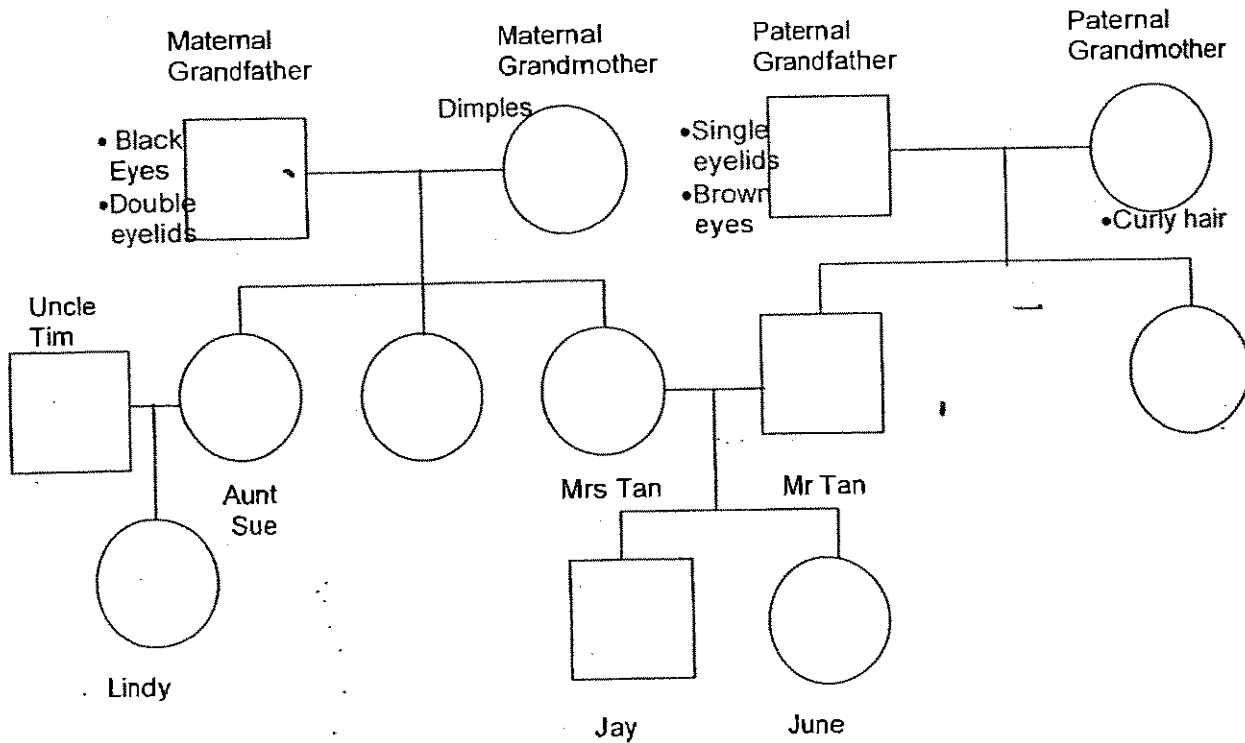 Maternal
Grandfather
Maternal
Grandmother
Paternal
Grandfather
Paternal
Grandmother
• Black
Eyes
•Double
eyelids
Dimples
•Single
eyelids
•Brown
eyes
•Curly hair
Uncle
Tim
Aunt
Sue
Mrs Tan
Mr Tan
Lindy
Jay
June